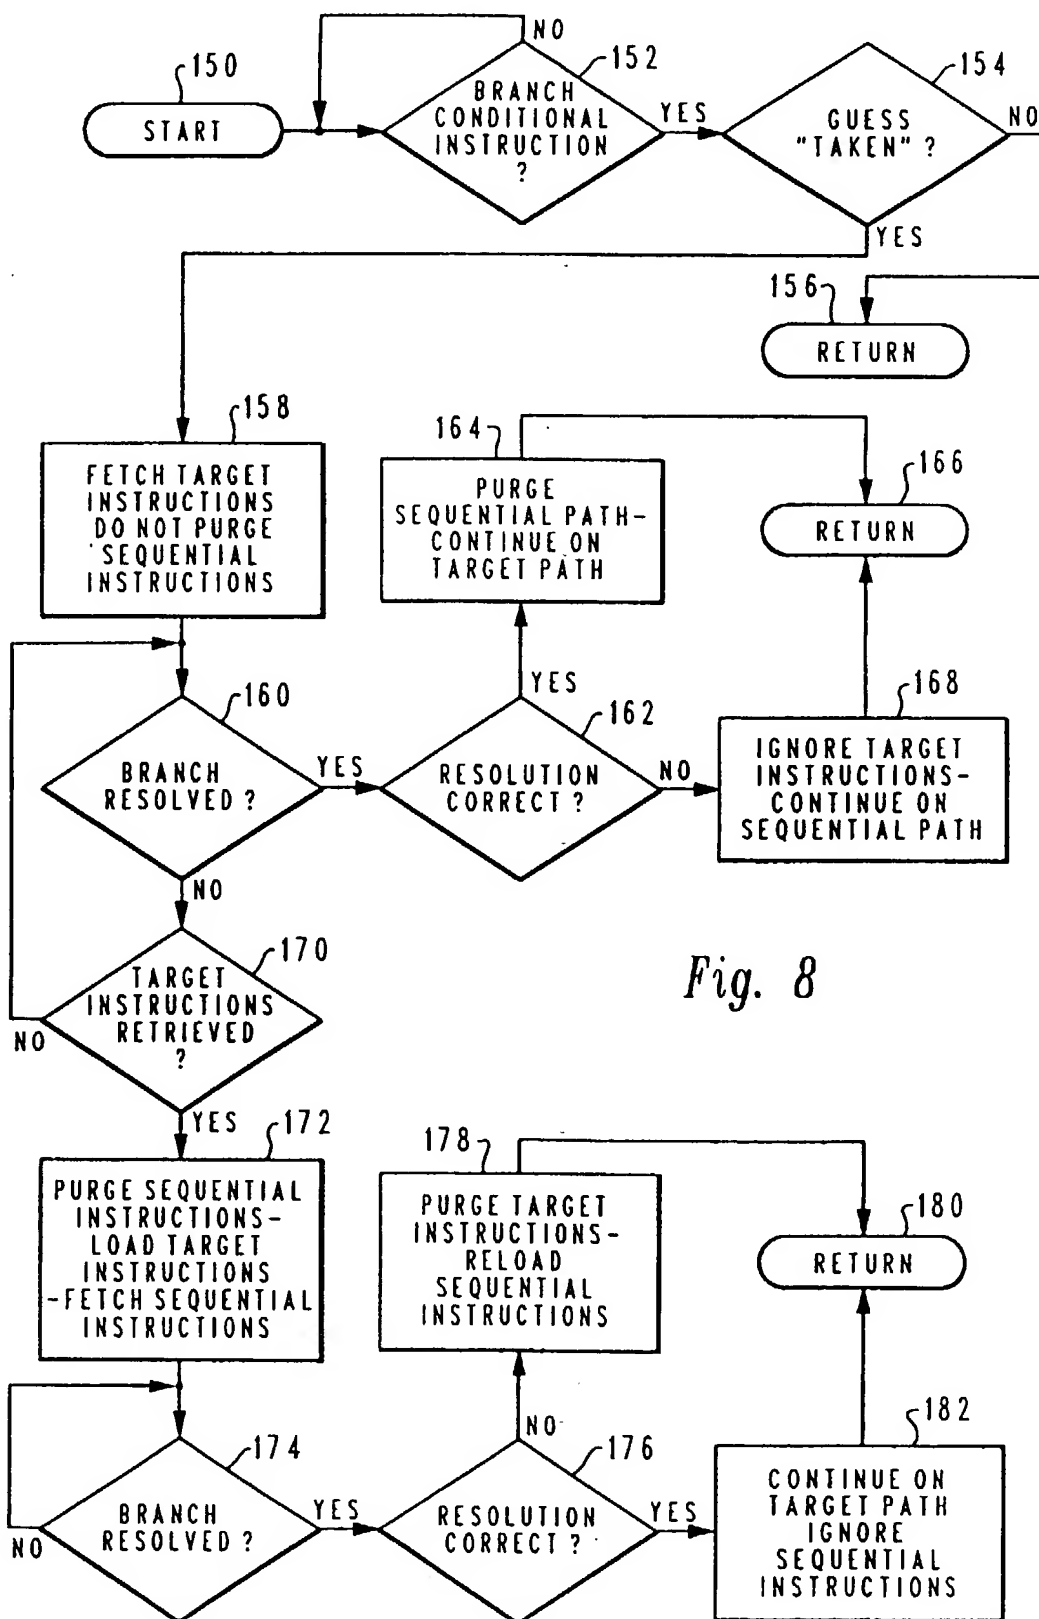 NO
150
START
152
BRANCH
CONDITIONAL
INSTRUCTION
?
YES
154
GUESS
"TAKEN" ?
NO
YES
156
RETURN
158
FETCH TARGET
INSTRUCTIONS
DO NOT PURGE
SEQUENTIAL
INSTRUCTIONS
164
PURGE
SEQUENTIAL PATH-
CONTINUE ON
TARGET PATH
166
RETURN
160
BRANCH
RESOLVED ?
YES
NO
162
RESOLUTION
CORRECT ?
YES
NO
168
IGNORE TARGET
INSTRUCTIONS-
CONTINUE ON
SEQUENTIAL PATH
170
TARGET
INSTRUCTIONS
RETRIEVED
?
NO
YES
Fig. 8
172
PURGE SEQUENTIAL
INSTRUCTIONS-
LOAD TARGET
INSTRUCTIONS
-FETCH SEQUENTIAL
INSTRUCTIONS
178
PURGE TARGET
INSTRUCTIONS-
RELOAD
SEQUENTIAL
INSTRUCTIONS
180
RETURN
174
BRANCH
RESOLVED ?
NO
YES
176
RESOLUTION
CORRECT ?
NO
YES
182
CONTINUE ON
TARGET PATH
IGNORE
SEQUENTIAL
INSTRUCTIONS